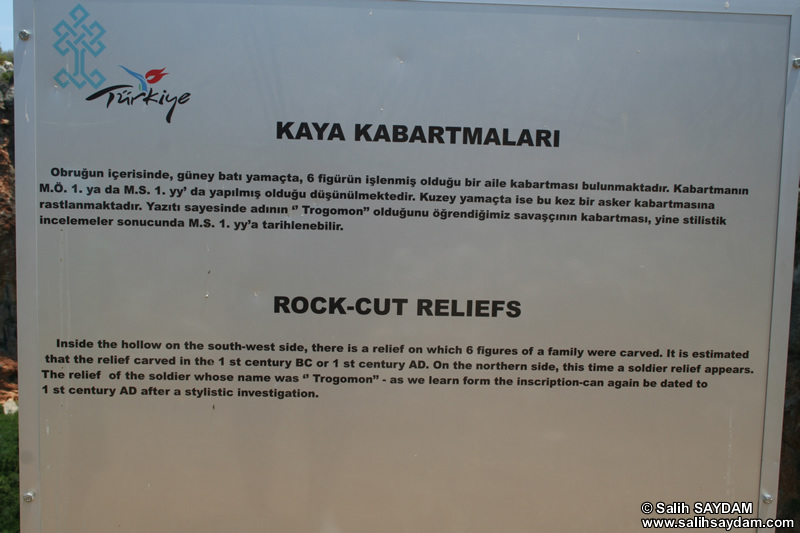 Türkiye
KAYA KABARTMALARI
Obruğun içerisinde, güney batı yamaçta, 6 figürün işlenmiş olduğu bir aile kabartması bulunmaktadır. Kabartmanın
M.Ö. 1. ya da M.S. 1. yy' da yapılmış olduğu düşünülmektedir. Kuzey yamaçta ise bu kez bir asker kabartmasına
rastlanmaktadır. Yazıtı sayesinde adının “ Trogomon” olduğunu öğrendiğimiz savaşçının kabartması, yine stilistik
incelemeler sonucunda M.S. 1. yy'a tarihlenebilir.
ROCK-CUT RELIEFS
Inside the hollow on the south-west side, there is a relief on which 6 figures of a family were carved. It is estimated
that the relief carved in the 1 st century BC or 1 st century AD. On the northern side, this time a soldier relief appears.
The relief of the soldier whose name was “ Trogomon” - as we learn form the inscription-can again be dated to
1 st century AD after a stylistic investigation.
© Salih SAYDAM
www.salihsaydam.com